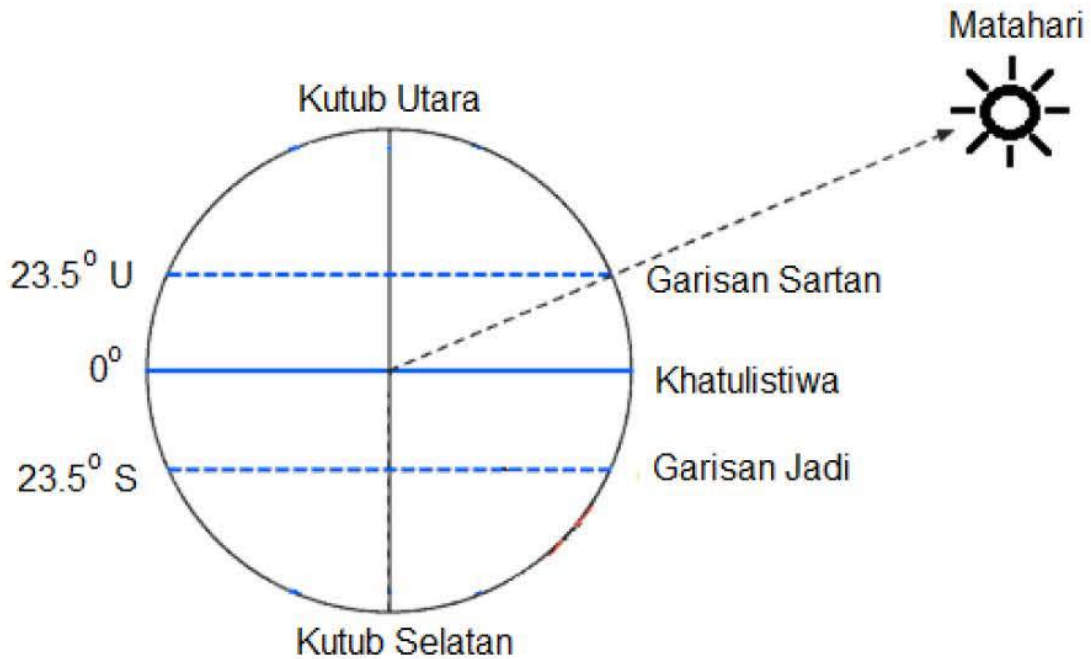 Matahari
Kutub Utara
23.5° U
Garisan Sartan
0°
Khatulistiwa
23.5° S
Garisan Jadi
Kutub Selatan